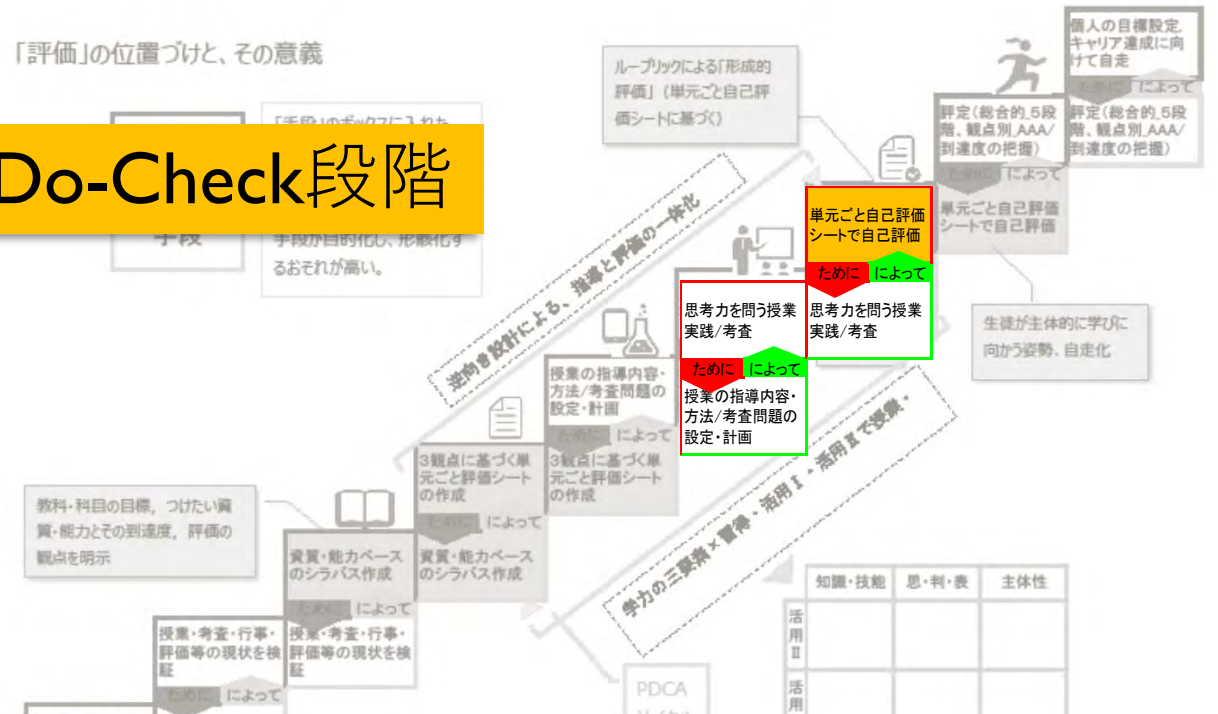 「評価」の位置づけと、その意義
Do-Check段階
手段が目的化し、形骸化す
るおそれが高い。
ルーブリックによる「形成的
評価」(単元ごと自己評
価シートに基づく)
個人の目標設定,
キャリア達成に向
けて自走
ために によって
評定(総合的_5段
階、観点別_AAA/
到達度の把握)
評定(総合的_5段
階、観点別_AAA/
到達度の把握)
ために によって
単元ごと自己評価
シートで自己評価
単元ごと自己評価
シートで自己評価
ために によって
思考力を問う授業
実践/考査
思考力を問う授業
実践/考査
ために によって
授業の指導内容・
方法/考査問題の
設定・計画
授業の指導内容・
方法/考査問題の
設定・計画
ために によって
3観点に基づく単
元ごと評価シート
の作成
3観点に基づく単
元ごと評価シート
の作成
ために によって
資質・能力ベース
のシラバス作成
資質・能力ベース
のシラバス作成
ために によって
授業・考査・行事・
評価等の現状を検
証
授業・考査・行事・
評価等の現状を検
証
ために によって
逆向き設計による、指導と評価の一体化
学力の三要素×習得・活用Ⅰ・活用Ⅱで授業・
生徒が主体的に学びに
向かう姿勢、自走化
教科・科目の目標，つけたい資
質・能力とその到達度，評価の
観点を明示
知識・技能 思・判・表 主体性
活用Ⅱ
活用
PDCA